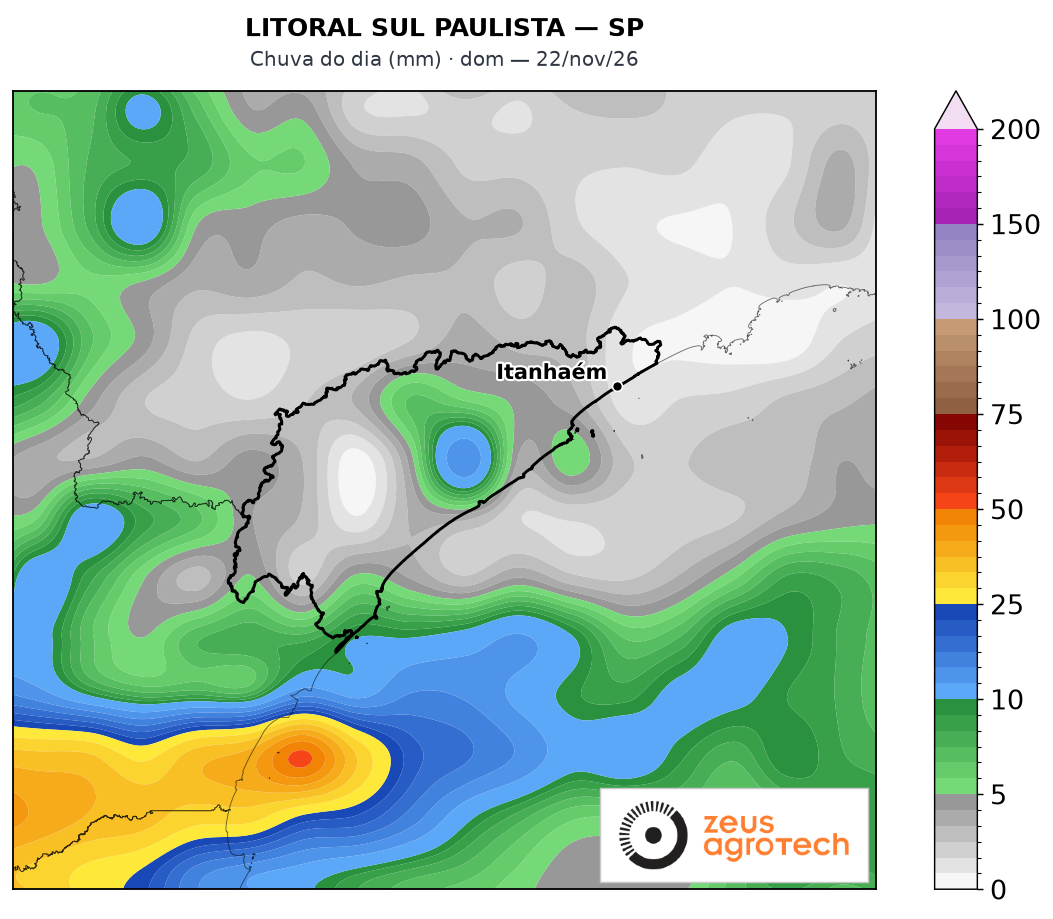 LITORAL SUL PAULISTA — SP
Chuva do dia (mm) · dom — 22/nov/26
200
150
100
75
50
25
10
5
0
Itanhaém
zeus
agroTech